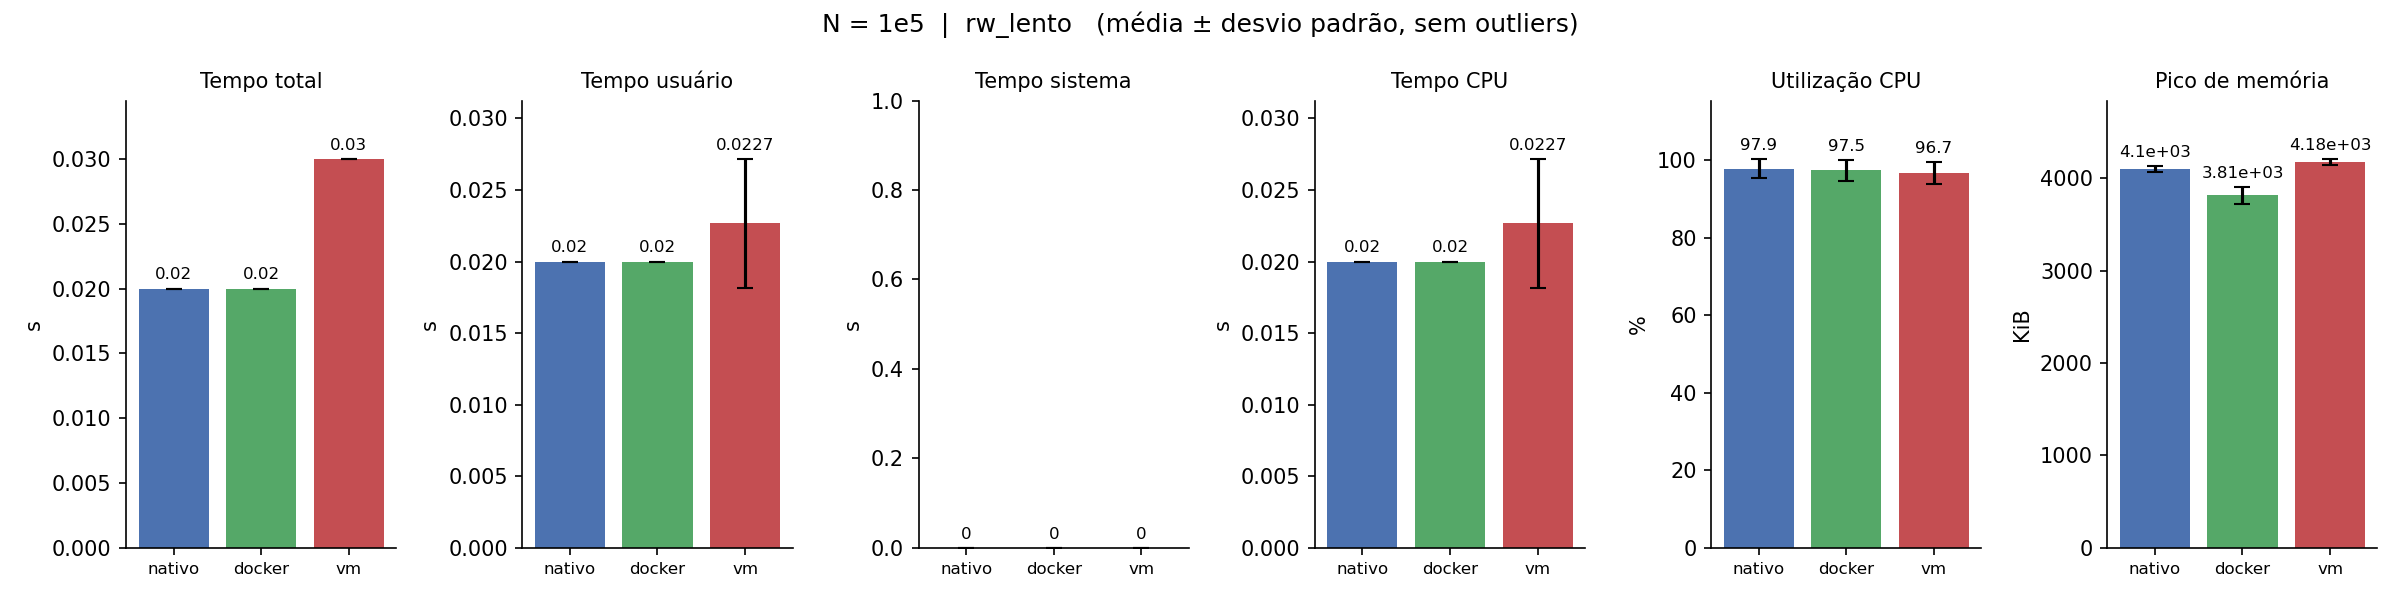 N = 1e5 | rw_lento (média ± desvio padrão, sem outliers)
Tempo total
s
0.030
0.025
0.020
0.015
0.010
0.005
0.000
0.02
0.02
0.03
nativo docker vm
Tempo usuário
s
0.030
0.025
0.020
0.015
0.010
0.005
0.000
0.02
0.02
0.0227
nativo docker vm
Tempo sistema
s
1.0
0.8
0.6
0.4
0.2
0.0
0
0
0
nativo docker vm
Tempo CPU
s
0.030
0.025
0.020
0.015
0.010
0.005
0.000
0.02
0.02
0.0227
nativo docker vm
Utilização CPU
%
100
80
60
40
20
0
97.9
97.5
96.7
nativo docker vm
Pico de memória
KiB
4000
3000
2000
1000
0
4.1e+03
3.81e+03
4.18e+03
nativo docker vm